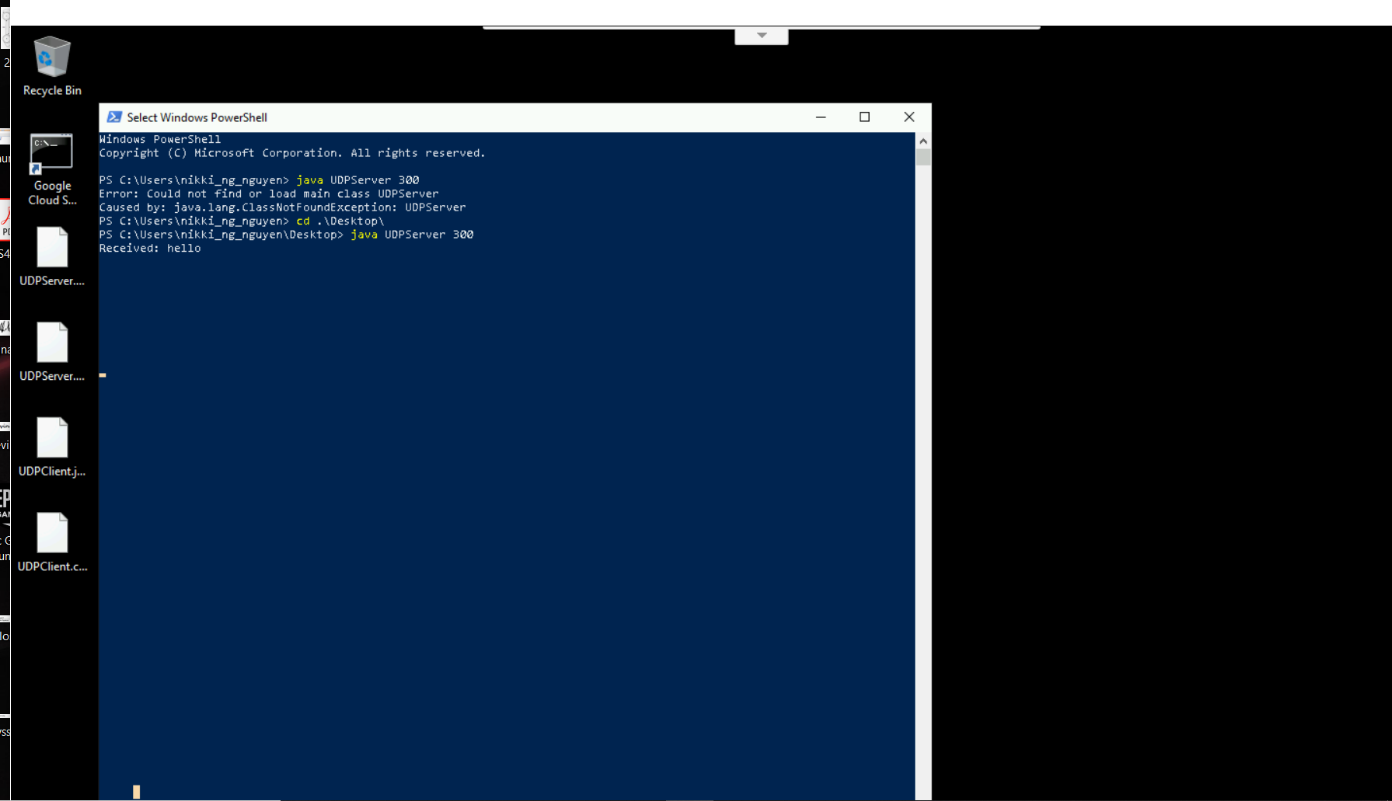 Recycle Bin
Google
Cloud S...
UDPServer....
UDPServer....
UDPClient.j...
UDPClient.c...
Select Windows PowerShell
Windows PowerShell
Copyright (C) Microsoft Corporation. All rights reserved.
PS C:\Users\nikki_ng_nguyen> java UDPServer 300
Error: Could not find or load main class UDPServer
Caused by: java.lang.ClassNotFoundException: UDPServer
PS C:\Users\nikki_ng_nguyen> cd .\Desktop\
PS C:\Users\nikki_ng_nguyen\Desktop> java UDPServer 300
Received: hello